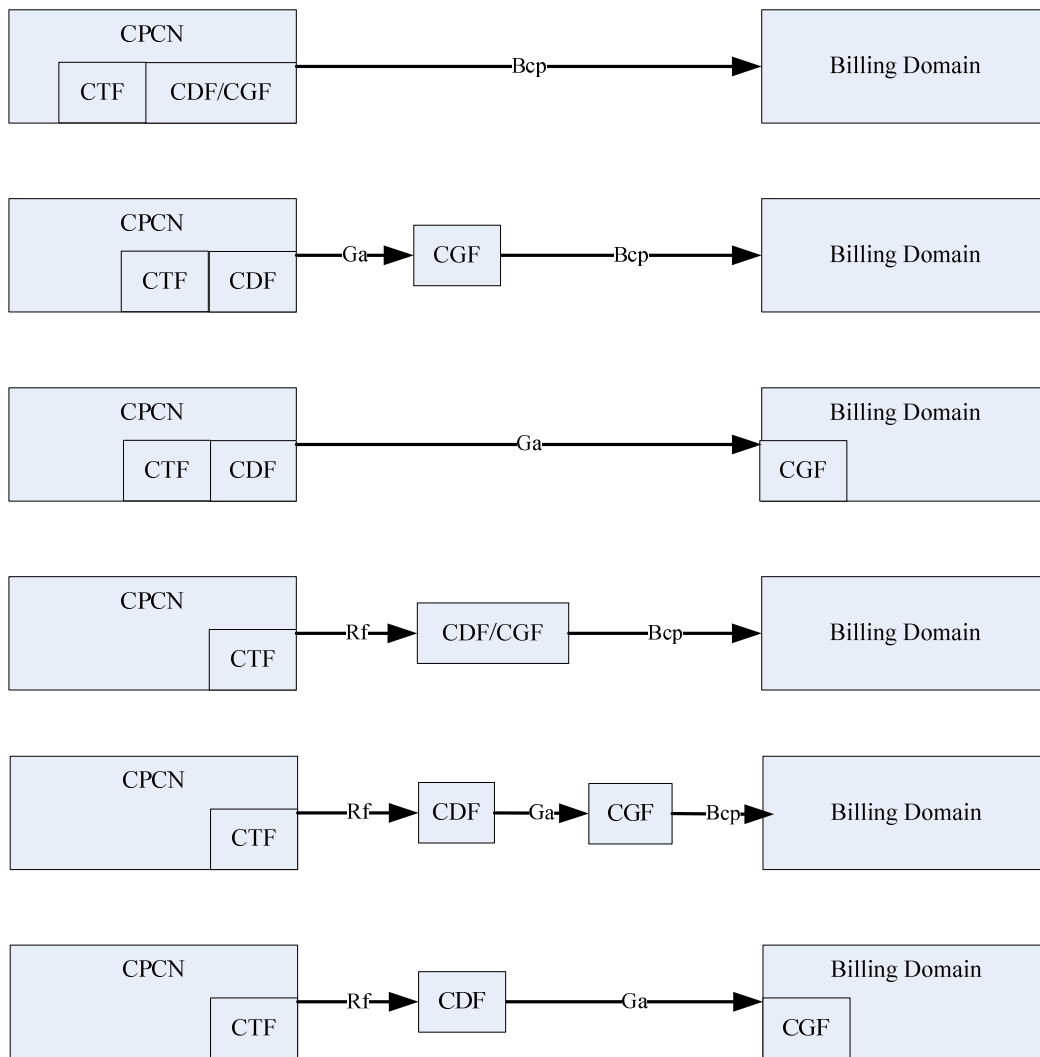 CPCN
CTF
CDF/CGF
Bcp
Billing Domain
CPCN
CTF
CDF
Ga
CGF
Bcp
Billing Domain
CPCN
CTF
CDF
Ga
Billing Domain
CGF
CPCN
CTF
Rf
CDF/CGF
Bcp
Billing Domain
CPCN
CTF
Rf
CDF
Ga
CGF
Bcp
Billing Domain
CPCN
CTF
Rf
CDF
Ga
Billing Domain
CGF